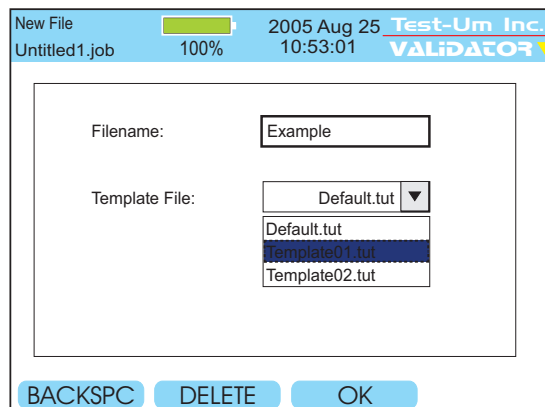 New File
Untitled1.job
100%
2005 Aug 25
10:53:01
Test-Um Inc.
VALiDATOR
Filename:
Example
Template File:
Default.tut
Default.tut
Template01.tut
Template02.tut
BACKSPC
DELETE
OK